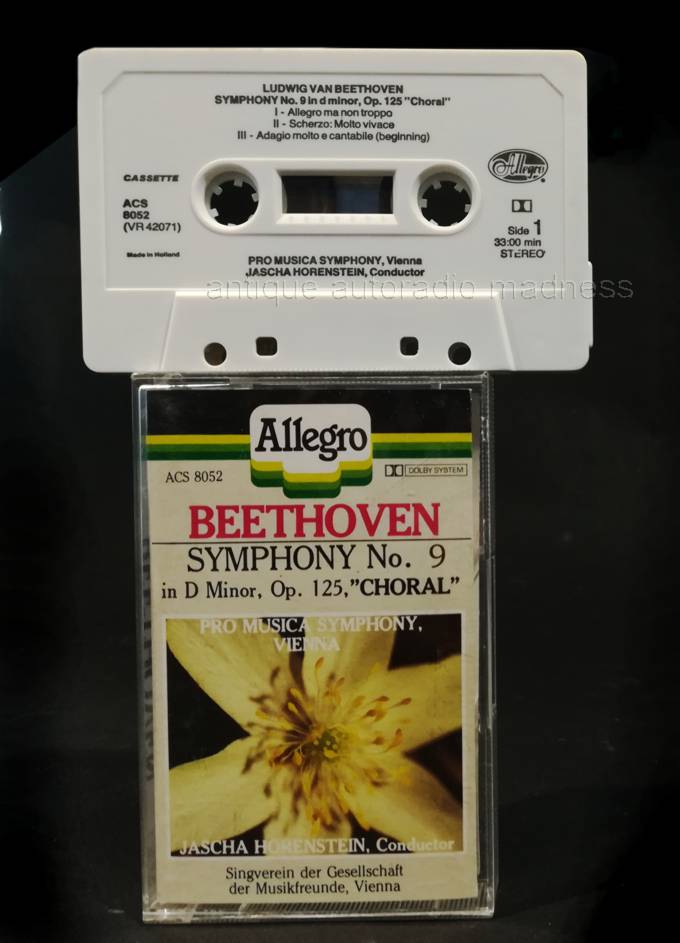 LUDWIG VAN BEETHOVEN
SYMPHONY No. 9 in d minor, Op. 125 "Choral"
I - Allegro ma non troppo
II - Scherzo: Molto vivace
III - Adagio molto e cantabile (beginning)
CASSETTE
ACS
8052
(VR 42071)
Made in Holland
Allegro
Side 1
33:00 min
STEREO
PRO MUSICA SYMPHONY, Vienna
JASCHA HORENSTEIN, Conductor
antique autoradio madness
Allegro
ACS 8052
DOLBY SYSTEM
BEETHOVEN
SYMPHONY No. 9
in D Minor, Op. 125, "CHORAL"
PRO MUSICA SYMPHONY,
VIENNA
JASCHA HORENSTEIN, Conductor
Singverein der Gesellschaft
der Musikfreunde, Vienna